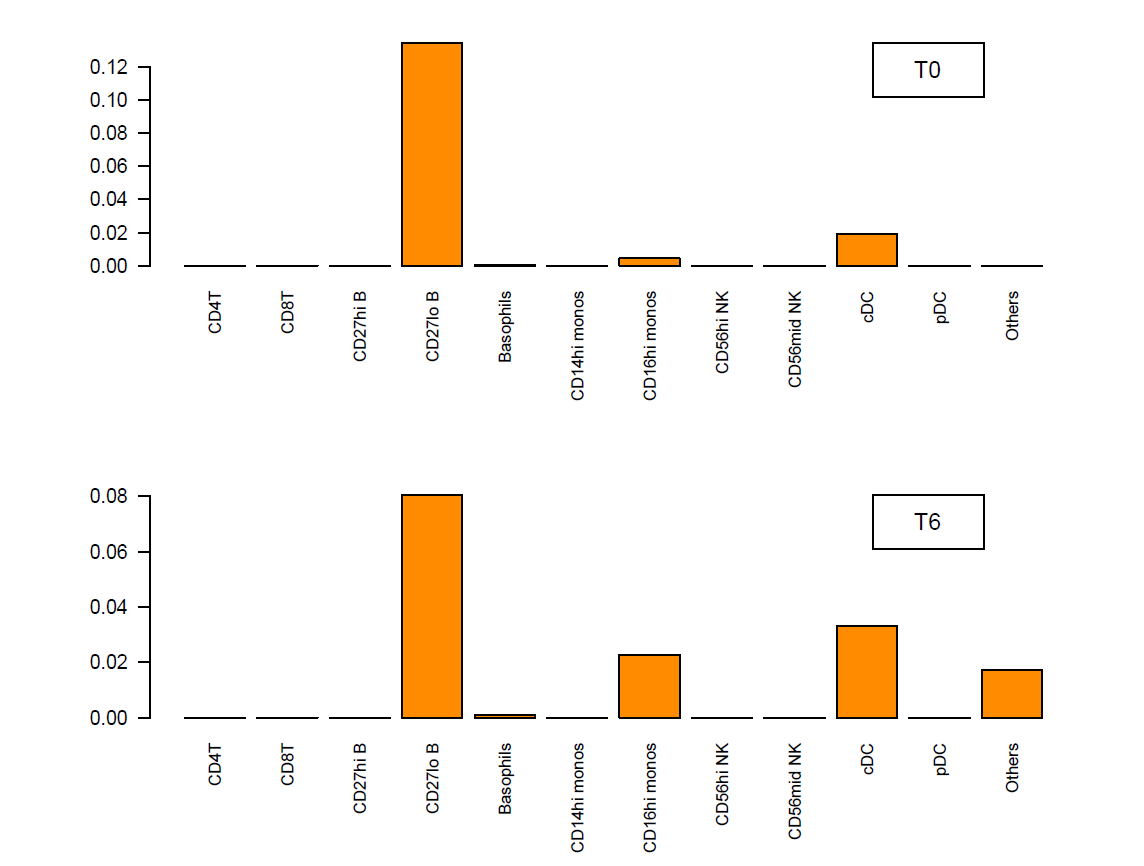 T0
0.12
0.10
0.08
0.06
0.04
0.02
0.00
CD4T
CD8T
CD27hi B
CD27lo B
Basophils
CD14hi monos
CD16hi monos
CD56hi NK
CD56mid NK
cDC
pDC
Others
T6
0.08
0.06
0.04
0.02
0.00
CD4T
CD8T
CD27hi B
CD27lo B
Basophils
CD14hi monos
CD16hi monos
CD56hi NK
CD56mid NK
cDC
pDC
Others